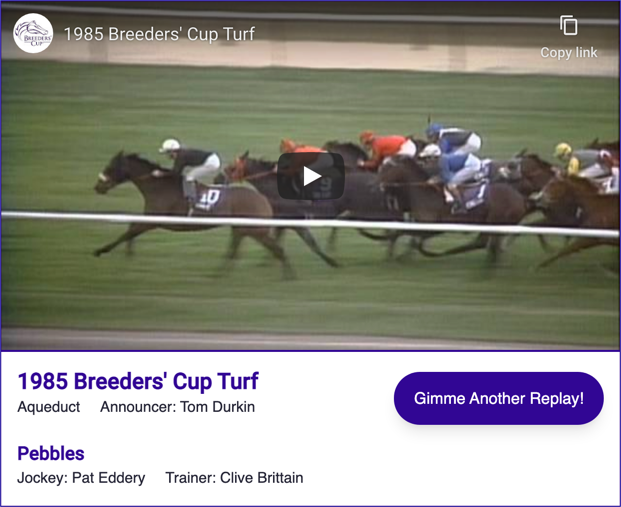 BREEDERS'
CUP
1985 Breeders' Cup Turf
Copy link
10
1
1985 Breeders' Cup Turf
Gimme Another Replay!
Aqueduct Announcer: Tom Durkin
Pebbles
Jockey: Pat Eddery Trainer: Clive Brittain